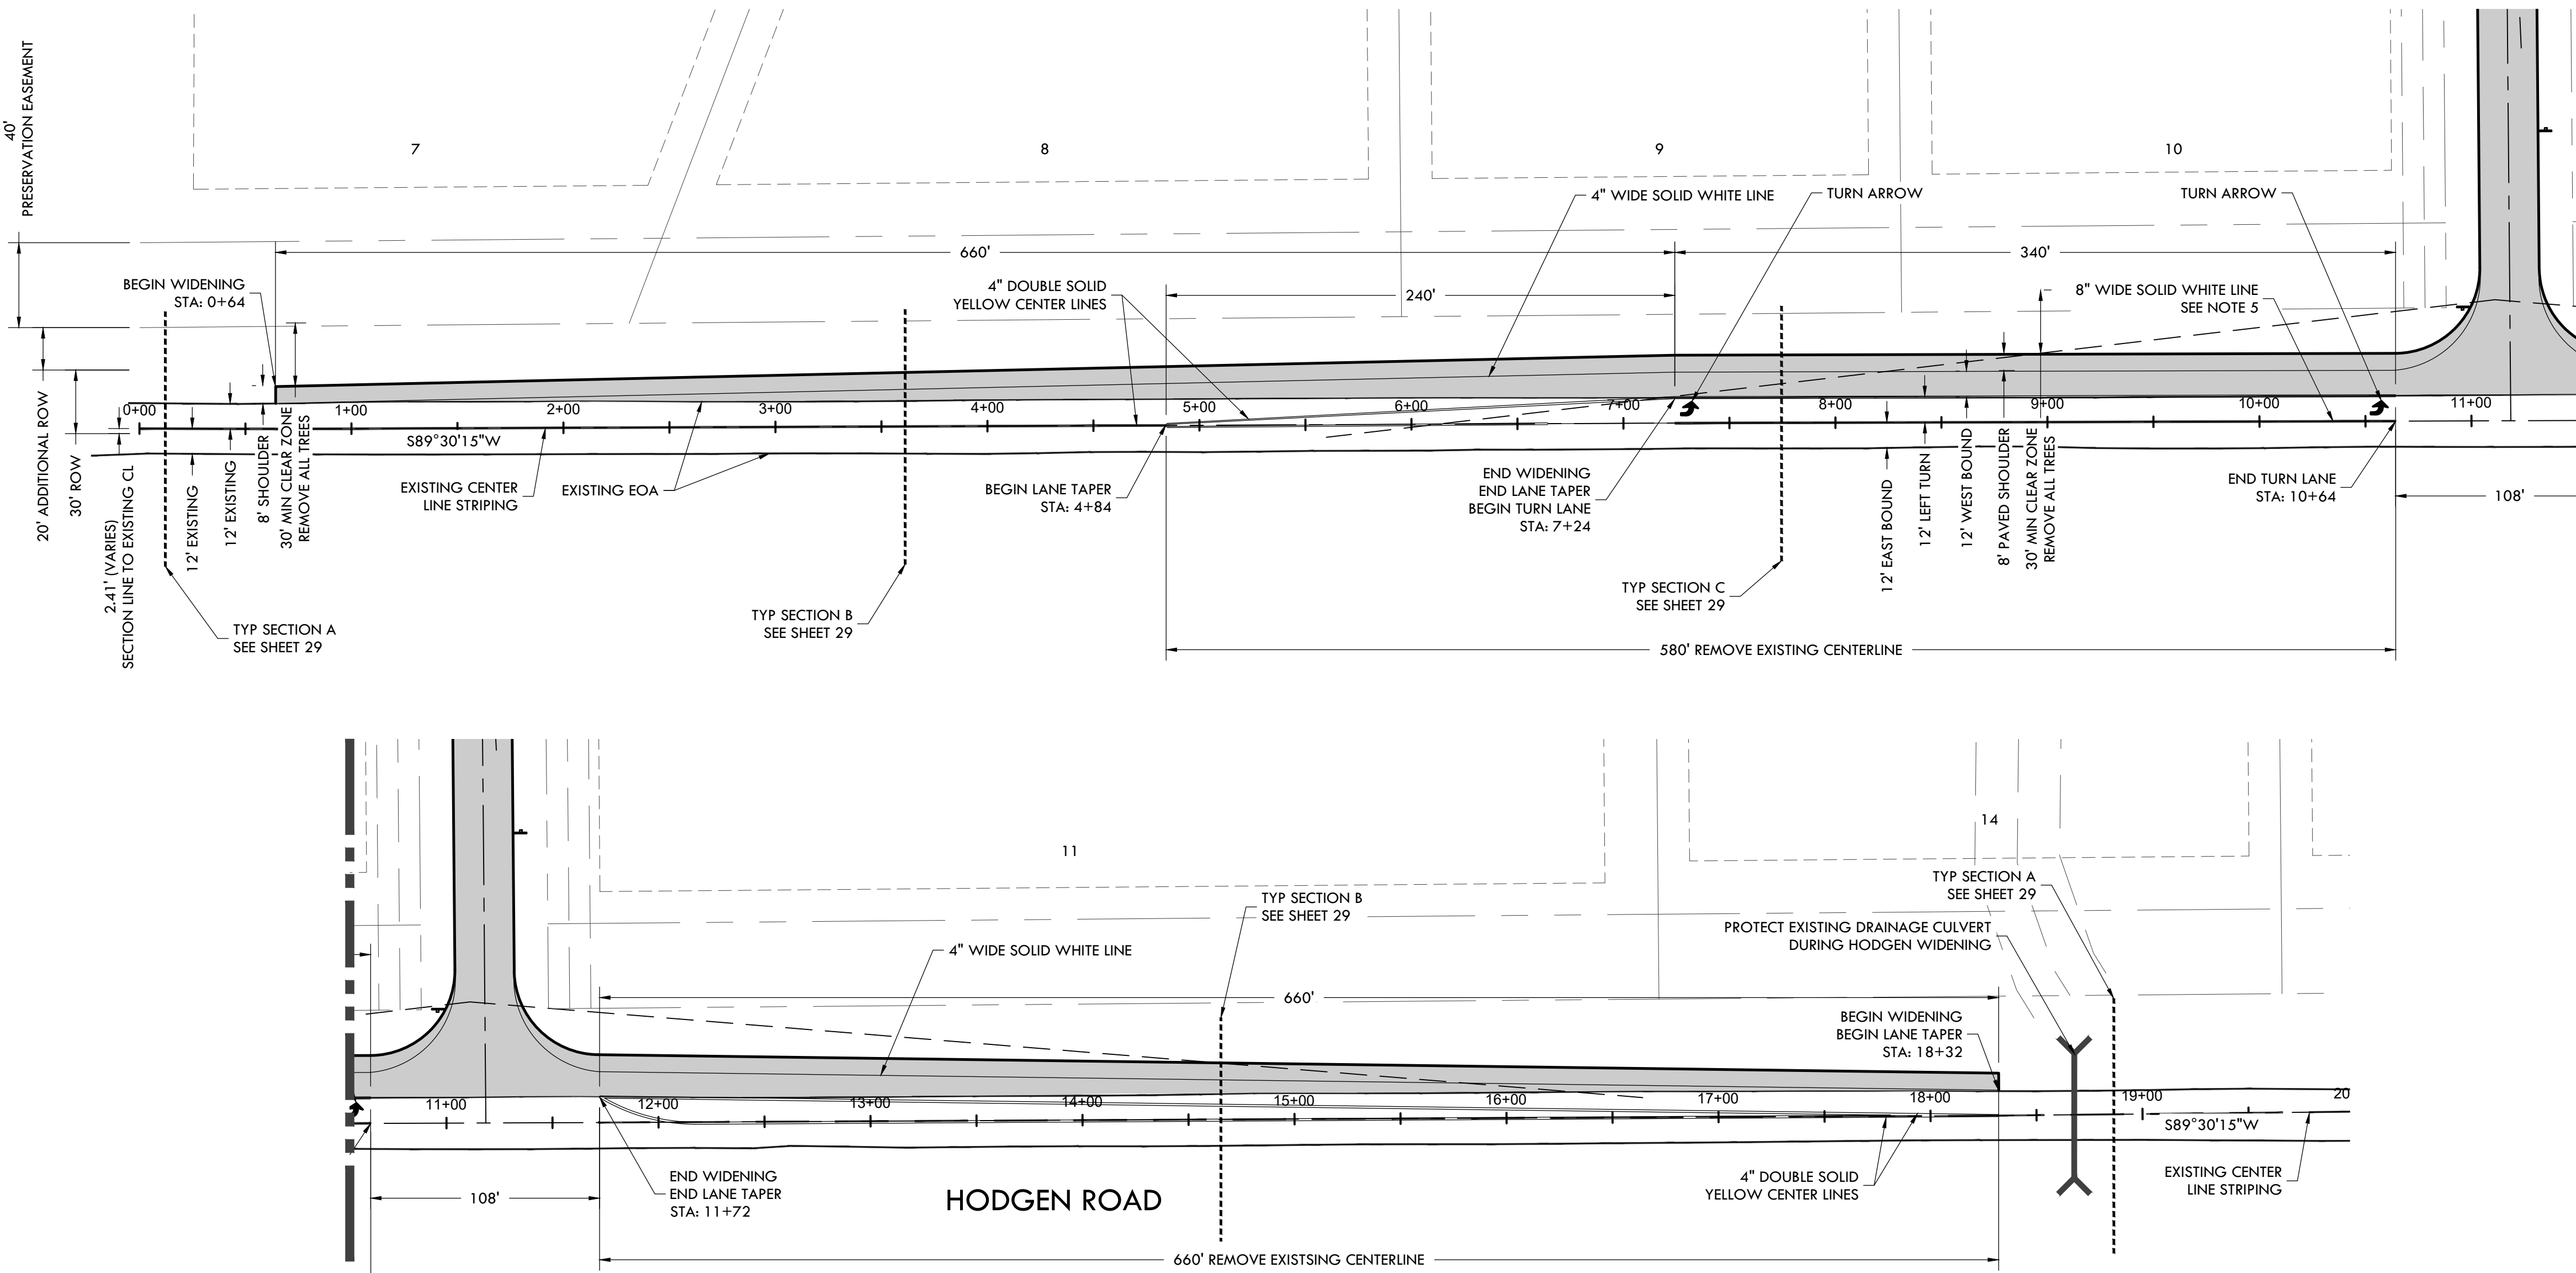 40'
PRESERVATION EASEMENT
20' ADDITIONAL ROW
30' ROW
2.41' (VARIES)
SECTION LINE TO EXISTING CL
12' EXISTING
12' EXISTING
8' SHOULDER
30' MIN CLEAR ZONE
REMOVE ALL TREES
7
8
9
10
4" WIDE SOLID WHITE LINE
TURN ARROW
TURN ARROW
660'
340'
BEGIN WIDENING
STA: 0+64
4" DOUBLE SOLID
YELLOW CENTER LINES
240'
8" WIDE SOLID WHITE LINE
SEE NOTE 5
0+00
1+00
2+00
3+00
4+00
5+00
6+00
7+00
8+00
9+00
10+00
11+00
S89°30'15"W
EXISTING CENTER
LINE STRIPING
EXISTING EOA
BEGIN LANE TAPER
STA: 4+84
END WIDENING
END LANE TAPER
BEGIN TURN LANE
STA: 7+24
12' EAST BOUND
12' LEFT TURN
12' WEST BOUND
8' PAVED SHOULDER
30' MIN CLEAR ZONE
REMOVE ALL TREES
END TURN LANE
STA: 10+64
108'
TYP SECTION A
SEE SHEET 29
TYP SECTION B
SEE SHEET 29
TYP SECTION C
SEE SHEET 29
580' REMOVE EXISTING CENTERLINE
11
14
TYP SECTION B
SEE SHEET 29
TYP SECTION A
SEE SHEET 29
4" WIDE SOLID WHITE LINE
PROTECT EXISTING DRAINAGE CULVERT
DURING HODGEN WIDENING
660'
BEGIN WIDENING
BEGIN LANE TAPER
STA: 18+32
11+00
12+00
13+00
14+00
15+00
16+00
17+00
18+00
19+00
20
S89°30'15"W
END WIDENING
END LANE TAPER
STA: 11+72
108'
HODGEN ROAD
4" DOUBLE SOLID
YELLOW CENTER LINES
EXISTING CENTER
LINE STRIPING
660' REMOVE EXISTSING CENTERLINE